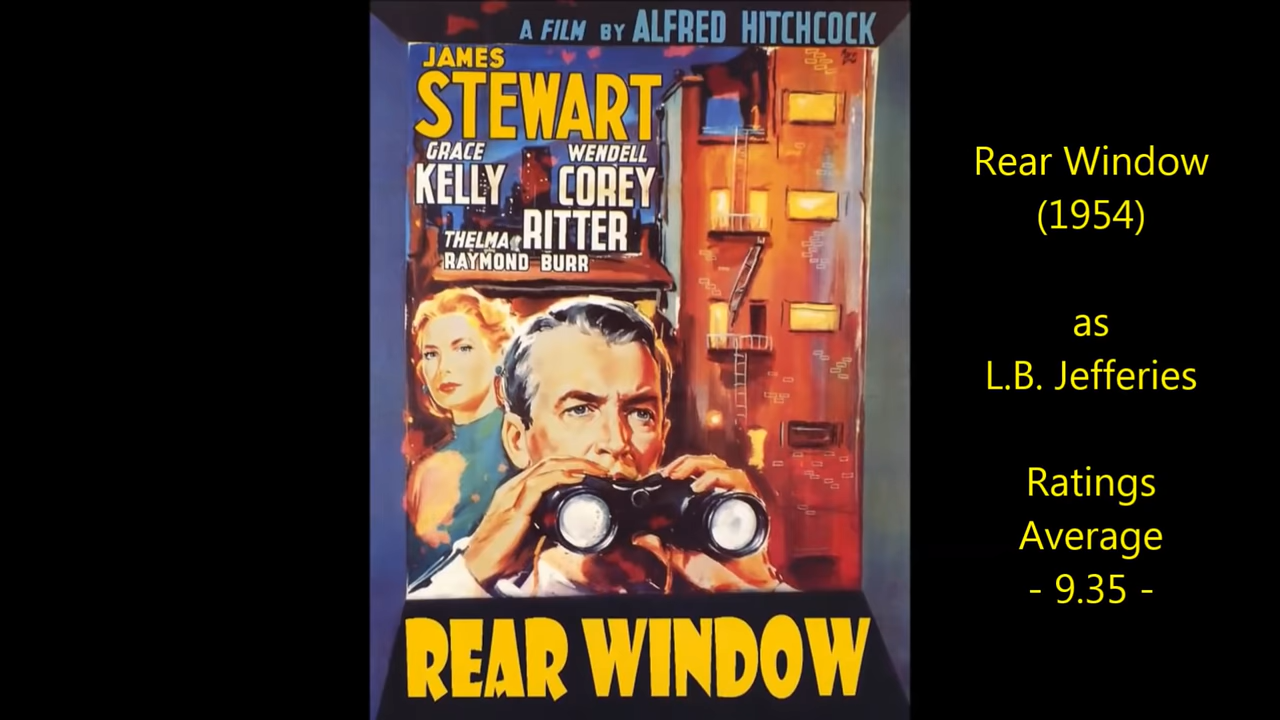 A FILM BY ALFRED HITCHCOCK
JAMES
STEWART
GRACE WENDELL
KELLY COREY
THELMA RITTER
RAYMOND BURR
REAR WINDOW
Rear Window
(1954)
as
L.B. Jefferies
Ratings
Average
- 9.35 -